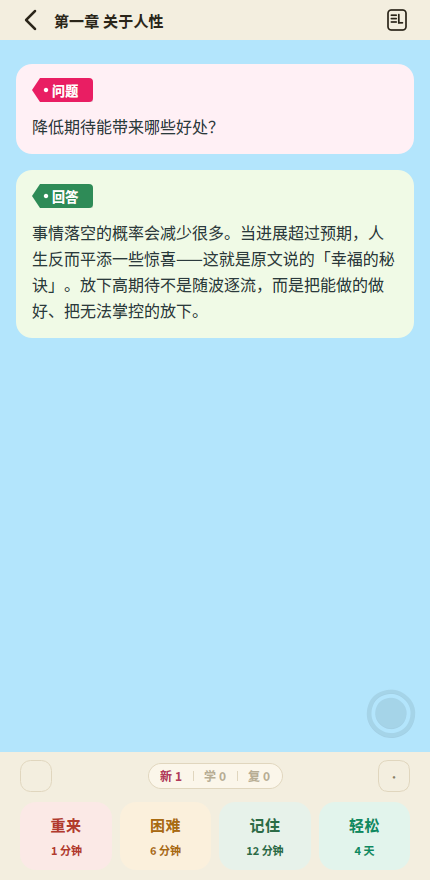 第一章 关于人性
问题
降低期待能带来哪些好处？
回答
事情落空的概率会减少很多。当进展超过预期，人
生反而平添一些惊喜——这就是原文说的「幸福的秘
诀」。放下高期待不是随波逐流，而是把能做的做
好、把无法掌控的放下。
新 1 学 0 复 0
重来 困难 记住 轻松
1 分钟 6 分钟 12 分钟 4 天